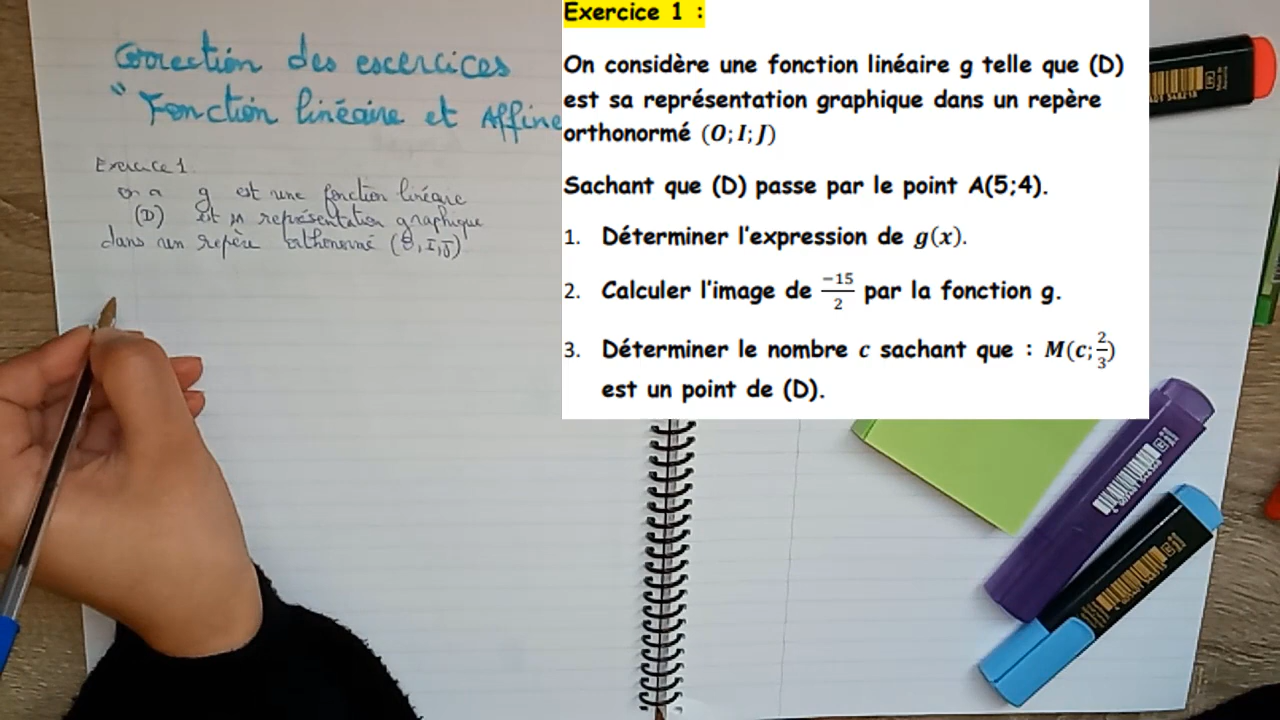 Correction des escercices
" Fonction linéaire et Affine
Exercice 1
on a g est une fonction linéaire
(D) est sa représentation graphique
dans un repère orthonormé (O, I, J)
Exercice 1 :
On considère une fonction linéaire g telle que (D)
est sa représentation graphique dans un repère
orthonormé (O; I; J)
Sachant que (D) passe par le point A(5;4).
1. Déterminer l'expression de g(x).
2. Calculer l'image de −15/2 par la fonction g.
3. Déterminer le nombre c sachant que : M(c; 2/3)
est un point de (D).